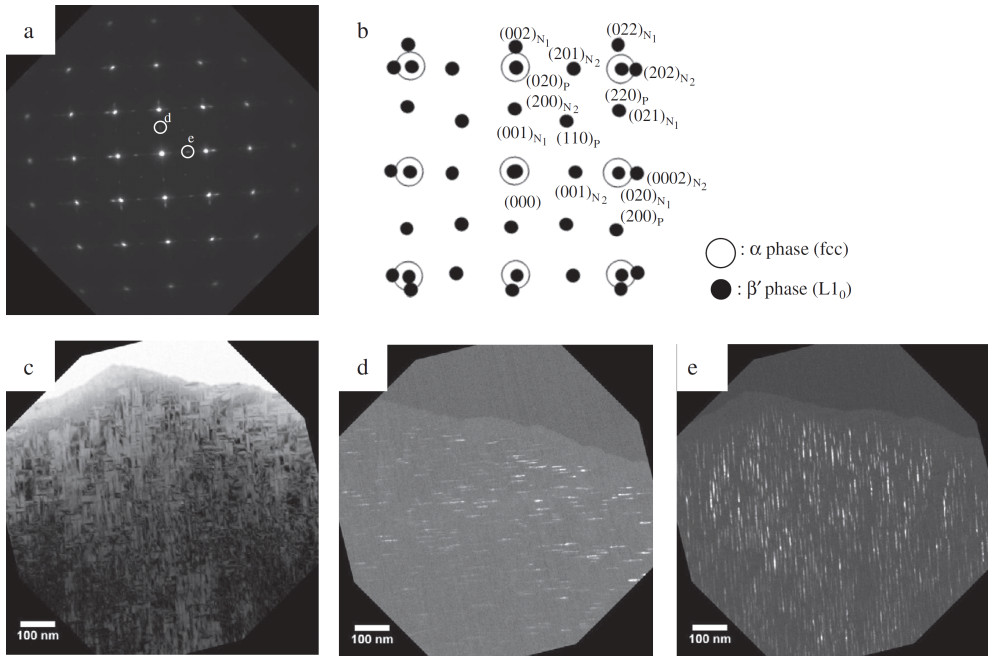 a
d
e
b
(002)N₁
(022)N₁
(201)N₂
(202)N₂
(020)P
(220)P
(200)N₂
(021)N₁
(001)N₁
(110)P
(0002)N₂
(001)N₂
(020)N₁
(000)
(200)P
: α phase (fcc)
: β′ phase (L1₀)
c
100 nm
d
100 nm
e
100 nm